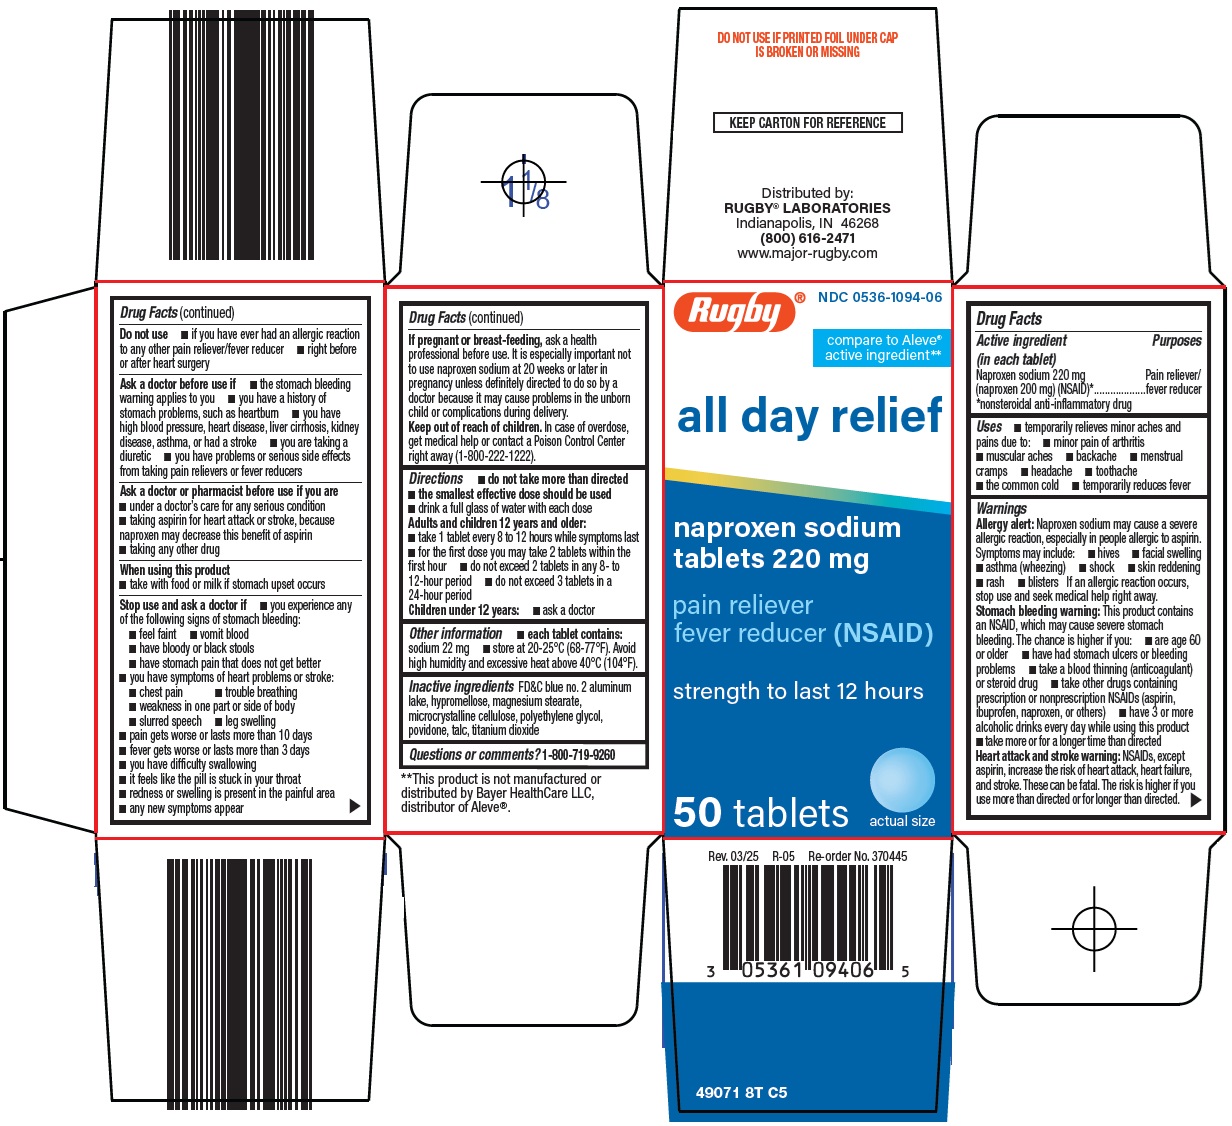 DO NOT USE IF PRINTED FOIL UNDER CAP
IS BROKEN OR MISSING
KEEP CARTON FOR REFERENCE
Distributed by:
RUGBY® LABORATORIES
Indianapolis, IN 46268
(800) 616-2471
www.major-rugby.com
1 1/8
Drug Facts (continued)
Do not use ■ if you have ever had an allergic reaction
to any other pain reliever/fever reducer ■ right before
or after heart surgery
Ask a doctor before use if ■ the stomach bleeding
warning applies to you ■ you have a history of
stomach problems, such as heartburn ■ you have
high blood pressure, heart disease, liver cirrhosis, kidney
disease, asthma, or had a stroke ■ you are taking a
diuretic ■ you have problems or serious side effects
from taking pain relievers or fever reducers
Ask a doctor or pharmacist before use if you are
■ under a doctor's care for any serious condition
■ taking aspirin for heart attack or stroke, because
naproxen may decrease this benefit of aspirin
■ taking any other drug
When using this product
■ take with food or milk if stomach upset occurs
Stop use and ask a doctor if ■ you experience any
of the following signs of stomach bleeding:
■ feel faint ■ vomit blood
■ have bloody or black stools
■ have stomach pain that does not get better
■ you have symptoms of heart problems or stroke:
■ chest pain ■ trouble breathing
■ weakness in one part or side of body
■ slurred speech ■ leg swelling
■ pain gets worse or lasts more than 10 days
■ fever gets worse or lasts more than 3 days
■ you have difficulty swallowing
■ it feels like the pill is stuck in your throat
■ redness or swelling is present in the painful area
■ any new symptoms appear
Drug Facts (continued)
If pregnant or breast-feeding, ask a health
professional before use. It is especially important not
to use naproxen sodium at 20 weeks or later in
pregnancy unless definitely directed to do so by a
doctor because it may cause problems in the unborn
child or complications during delivery.
Keep out of reach of children. In case of overdose,
get medical help or contact a Poison Control Center
right away (1-800-222-1222).
Directions ■ do not take more than directed
■ the smallest effective dose should be used
■ drink a full glass of water with each dose
Adults and children 12 years and older:
■ take 1 tablet every 8 to 12 hours while symptoms last
■ for the first dose you may take 2 tablets within the
first hour ■ do not exceed 2 tablets in any 8- to
12-hour period ■ do not exceed 3 tablets in a
24-hour period
Children under 12 years: ■ ask a doctor
Other information ■ each tablet contains:
sodium 22 mg ■ store at 20-25°C (68-77°F). Avoid
high humidity and excessive heat above 40°C (104°F).
Inactive ingredients FD&C blue no. 2 aluminum
lake, hypromellose, magnesium stearate,
microcrystalline cellulose, polyethylene glycol,
povidone, talc, titanium dioxide
Questions or comments? 1-800-719-9260
**This product is not manufactured or
distributed by Bayer HealthCare LLC,
distributor of Aleve®.
Rugby®
NDC 0536-1094-06
compare to Aleve®
active ingredient**
all day relief
naproxen sodium
tablets 220 mg
pain reliever
fever reducer (NSAID)
strength to last 12 hours
50 tablets
actual size
Drug Facts
Active ingredient Purposes
(in each tablet)
Naproxen sodium 220 mg Pain reliever/
(naproxen 200 mg) (NSAID)*...................fever reducer
*nonsteroidal anti-inflammatory drug
Uses ■ temporarily relieves minor aches and
pains due to: ■ minor pain of arthritis
■ muscular aches ■ backache ■ menstrual
cramps ■ headache ■ toothache
■ the common cold ■ temporarily reduces fever
Warnings
Allergy alert: Naproxen sodium may cause a severe
allergic reaction, especially in people allergic to aspirin.
Symptoms may include: ■ hives ■ facial swelling
■ asthma (wheezing) ■ shock ■ skin reddening
■ rash ■ blisters If an allergic reaction occurs,
stop use and seek medical help right away.
Stomach bleeding warning: This product contains
an NSAID, which may cause severe stomach
bleeding. The chance is higher if you: ■ are age 60
or older ■ have had stomach ulcers or bleeding
problems ■ take a blood thinning (anticoagulant)
or steroid drug ■ take other drugs containing
prescription or nonprescription NSAIDs (aspirin,
ibuprofen, naproxen, or others) ■ have 3 or more
alcoholic drinks every day while using this product
■ take more or for a longer time than directed
Heart attack and stroke warning: NSAIDs, except
aspirin, increase the risk of heart attack, heart failure,
and stroke. These can be fatal. The risk is higher if you
use more than directed or for longer than directed.
Rev. 03/25 R-05 Re-order No. 370445
3 05361 09406 5
49071 8T C5